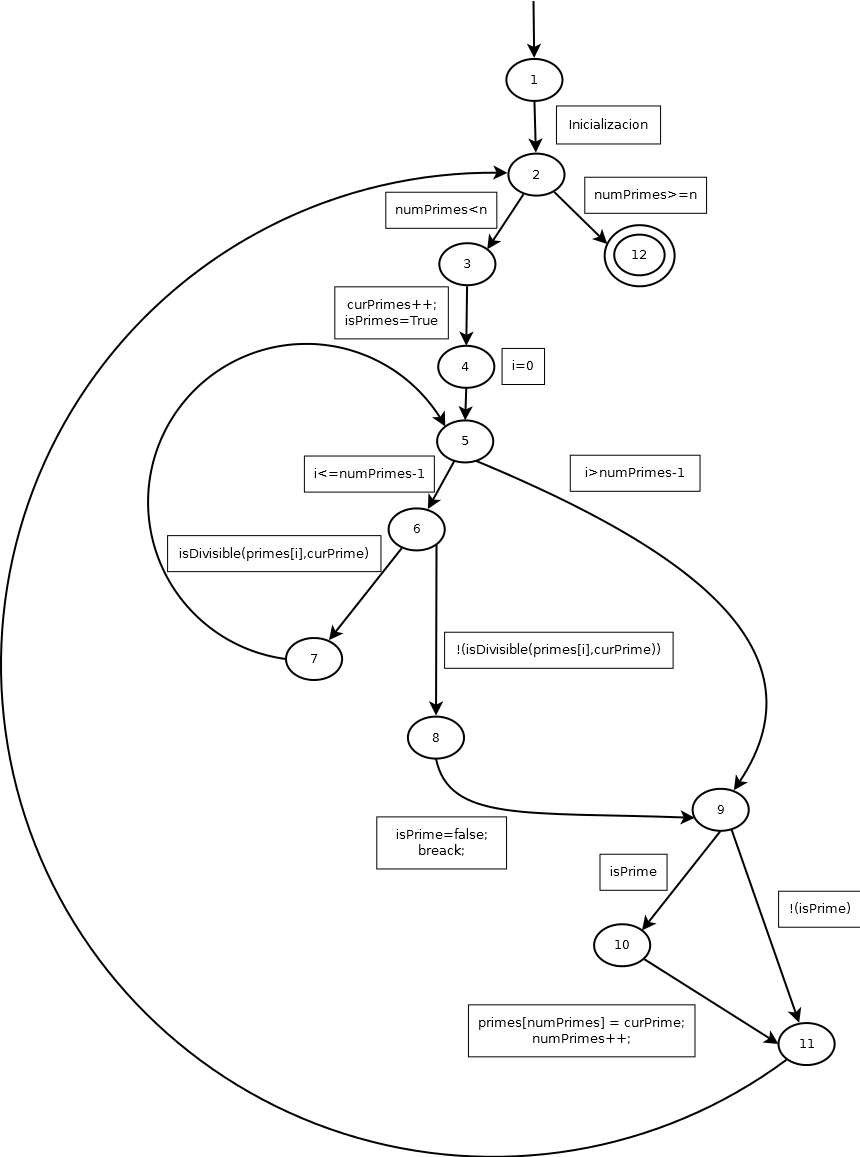 1
Inicializacion
2
numPrimes>=n
numPrimes<n
12
3
curPrimes++;
isPrimes=True
4
i=0
5
i<=numPrimes-1
i>numPrimes-1
6
isDivisible(primes[i],curPrime)
!(isDivisible(primes[i],curPrime))
7
8
9
isPrime=false;
breack;
isPrime
!(isPrime)
10
primes[numPrimes] = curPrime;
numPrimes++;
11